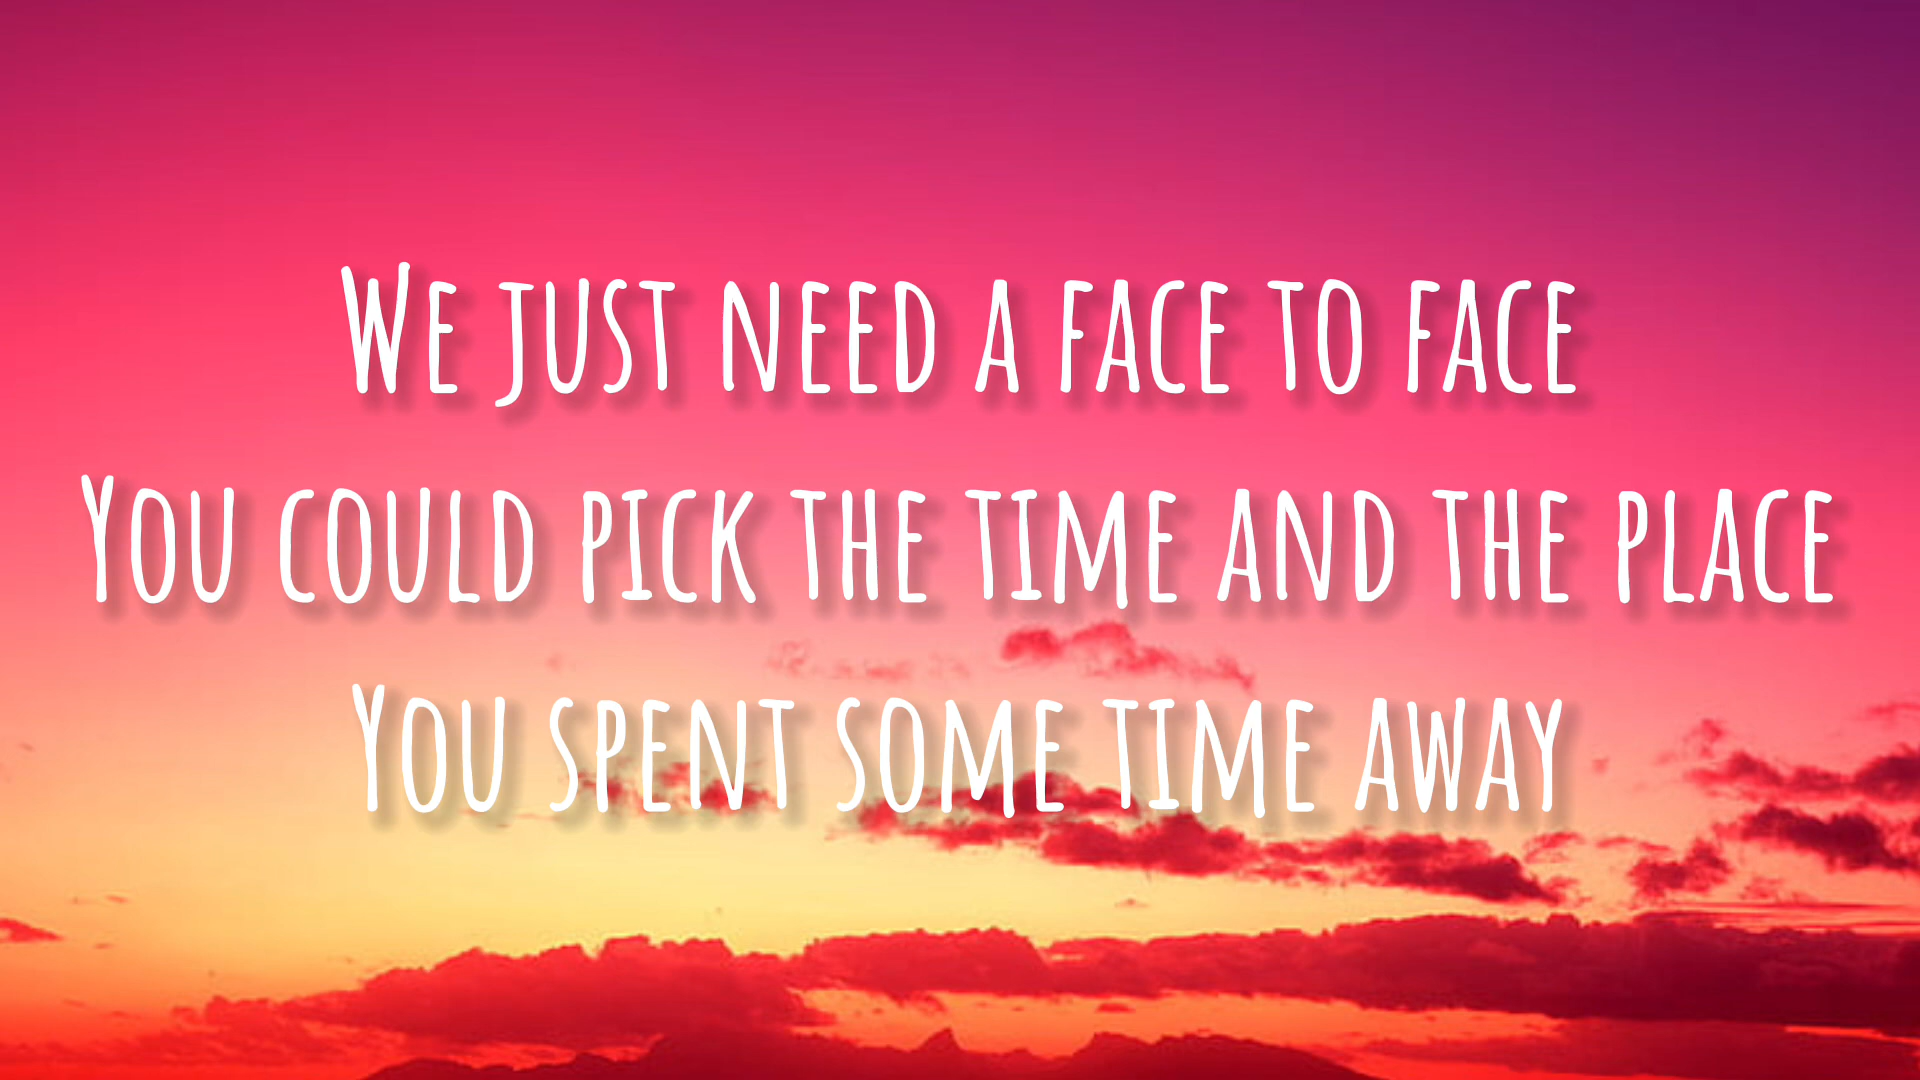 We just need a face to face
You could pick the time and the place
You spent some time away